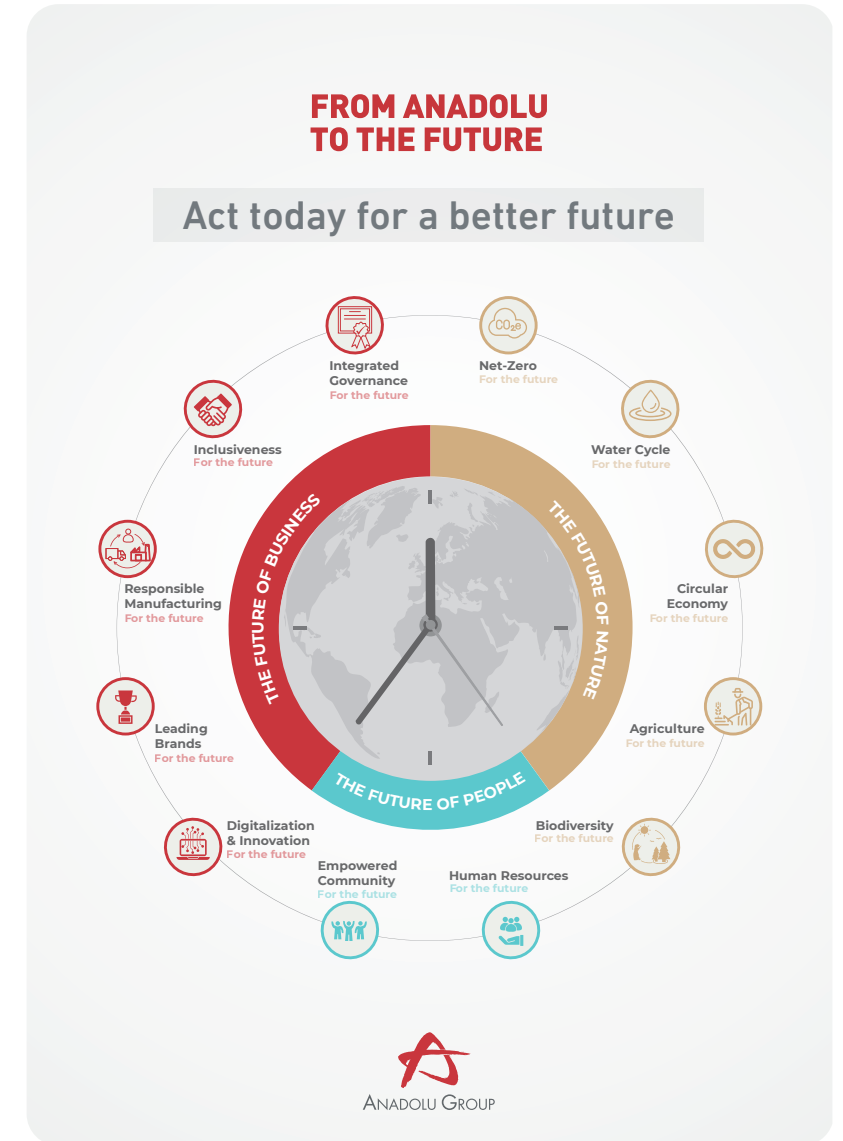 FROM ANADOLU
TO THE FUTURE
Act today for a better future
Integrated
Governance
For the future
CO₂e
Net-Zero
For the future
Inclusiveness
For the future
Water Cycle
For the future
THE FUTURE OF BUSINESS
THE FUTURE OF NATURE
Responsible
Manufacturing
For the future
Circular
Economy
For the future
Leading
Brands
For the future
Agriculture
For the future
THE FUTURE OF PEOPLE
Digitalization
& Innovation
For the future
Biodiversity
For the future
Empowered
Community
For the future
Human Resources
For the future
ANADOLU GROUP